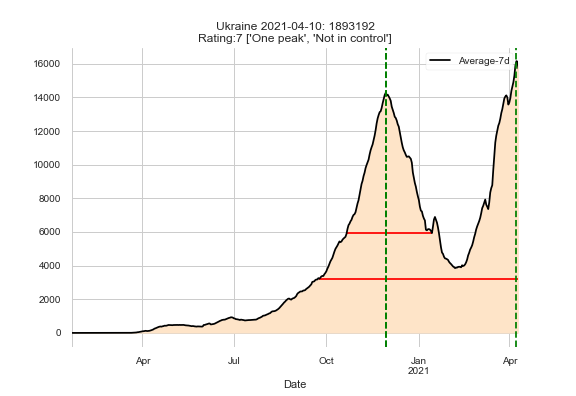 Ukraine 2021-04-10: 1893192
Rating:7 ['One peak', 'Not in control']
Average-7d
16000
14000
12000
10000
8000
6000
4000
2000
0
Apr
Jul
Oct
Jan
2021
Apr
Date